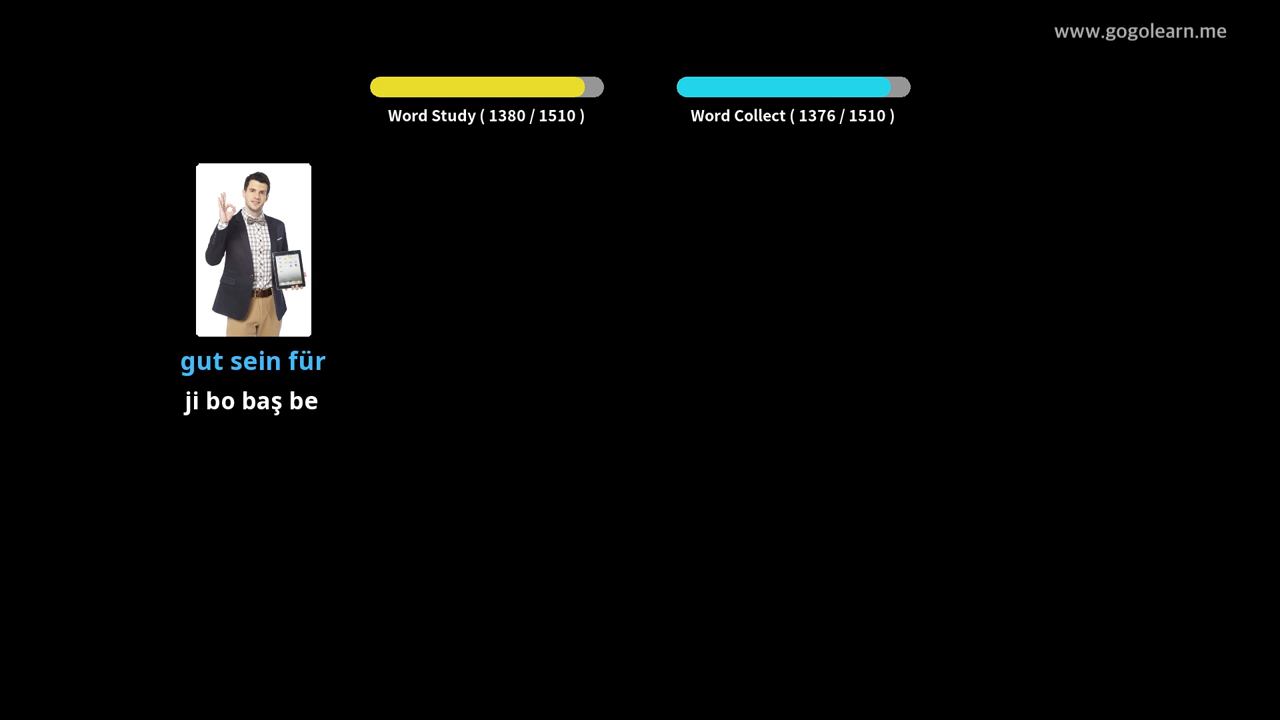 www.gogolearn.me
Word Study ( 1380 / 1510 )
Word Collect ( 1376 / 1510 )
gut sein für
ji bo baş be